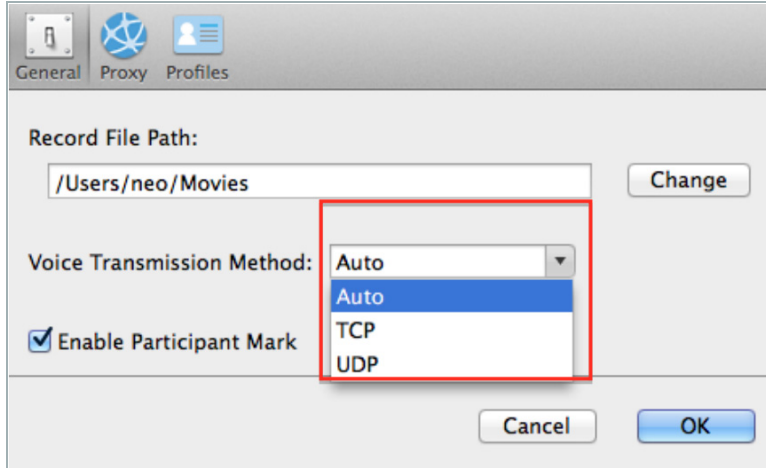 General Proxy Profiles
Record File Path:
/Users/neo/Movies Change
Voice Transmission Method: Auto
Auto
TCP
Enable Participant Mark
UDP
Cancel OK